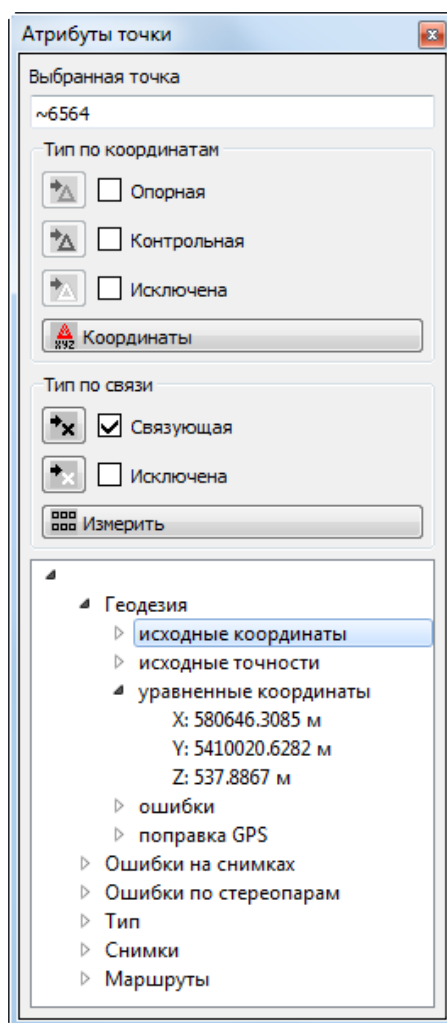 Атрибуты точки
Выбранная точка
~6564
Тип по координатам
Опорная
Контрольная
Исключена
XYZ Координаты
Тип по связи
Связующая
Исключена
Измерить
Геодезия
исходные координаты
исходные точности
уравненные координаты
X: 580646.3085 м
Y: 5410020.6282 м
Z: 537.8867 м
ошибки
поправка GPS
Ошибки на снимках
Ошибки по стереопарам
Тип
Снимки
Маршруты